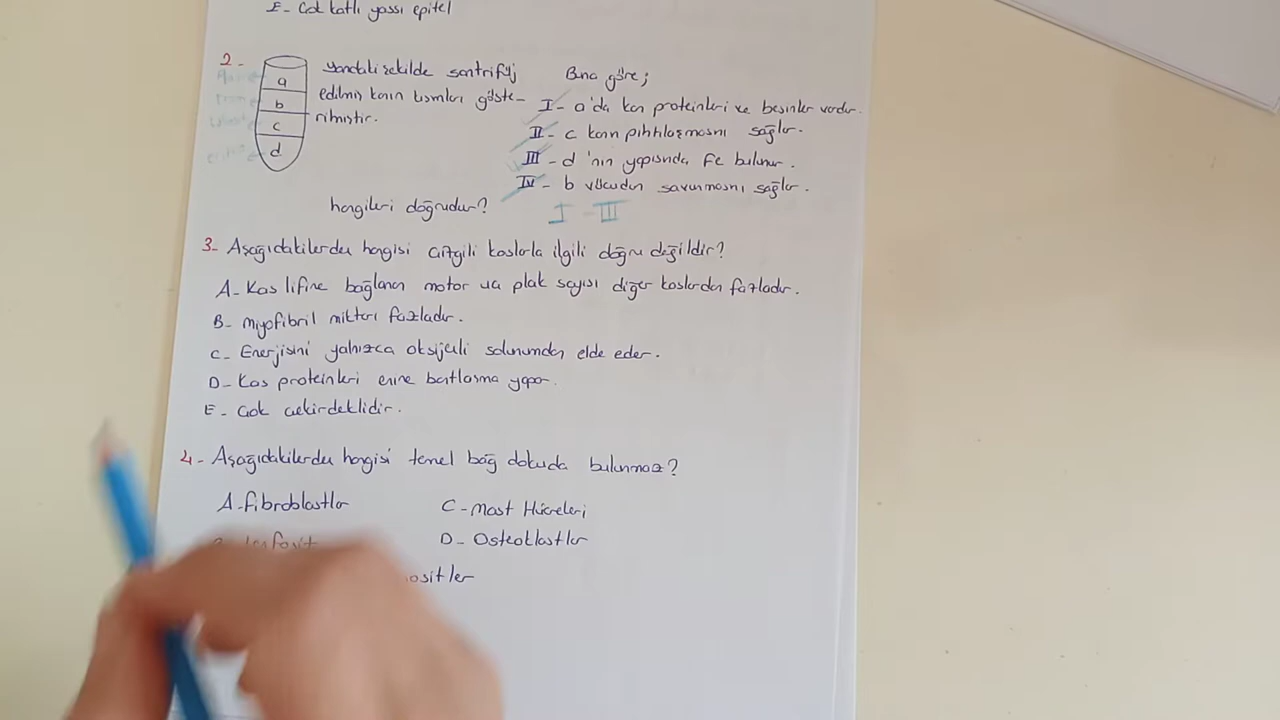 E- Çok katlı yassı epitel
2- yandaki şekilde santrifüj
edilmiş kanın kısımları göste-
rilmiştir.
a
b
c
d
Buna göre;
I- a'da kan proteinleri ve besinler vardır.
II- c kanın pıhtılaşmasını sağlar.
III- d 'nin yapısında Fe bulunur.
IV- b vücudun savunmasını sağlar.
hangileri doğrudur?
I - III
3- Aşağıdakilerden hangisi çizgili kaslarla ilgili doğru değildir?
A- Kas lifine bağlanan motor uç plak sayısı diğer kaslardan fazladır.
B- Miyofibril miktarı fazladır.
C- Enerjisini yalnızca oksijenli solunumdan elde eder.
D- Kas proteinleri enine bantlaşma yapar.
E- Çok çekirdeklidir.
4- Aşağıdakilerden hangisi temel bağ dokuda bulunmaz?
A- fibroblastlar
C- Mast Hücreleri
D- Osteoklastlar